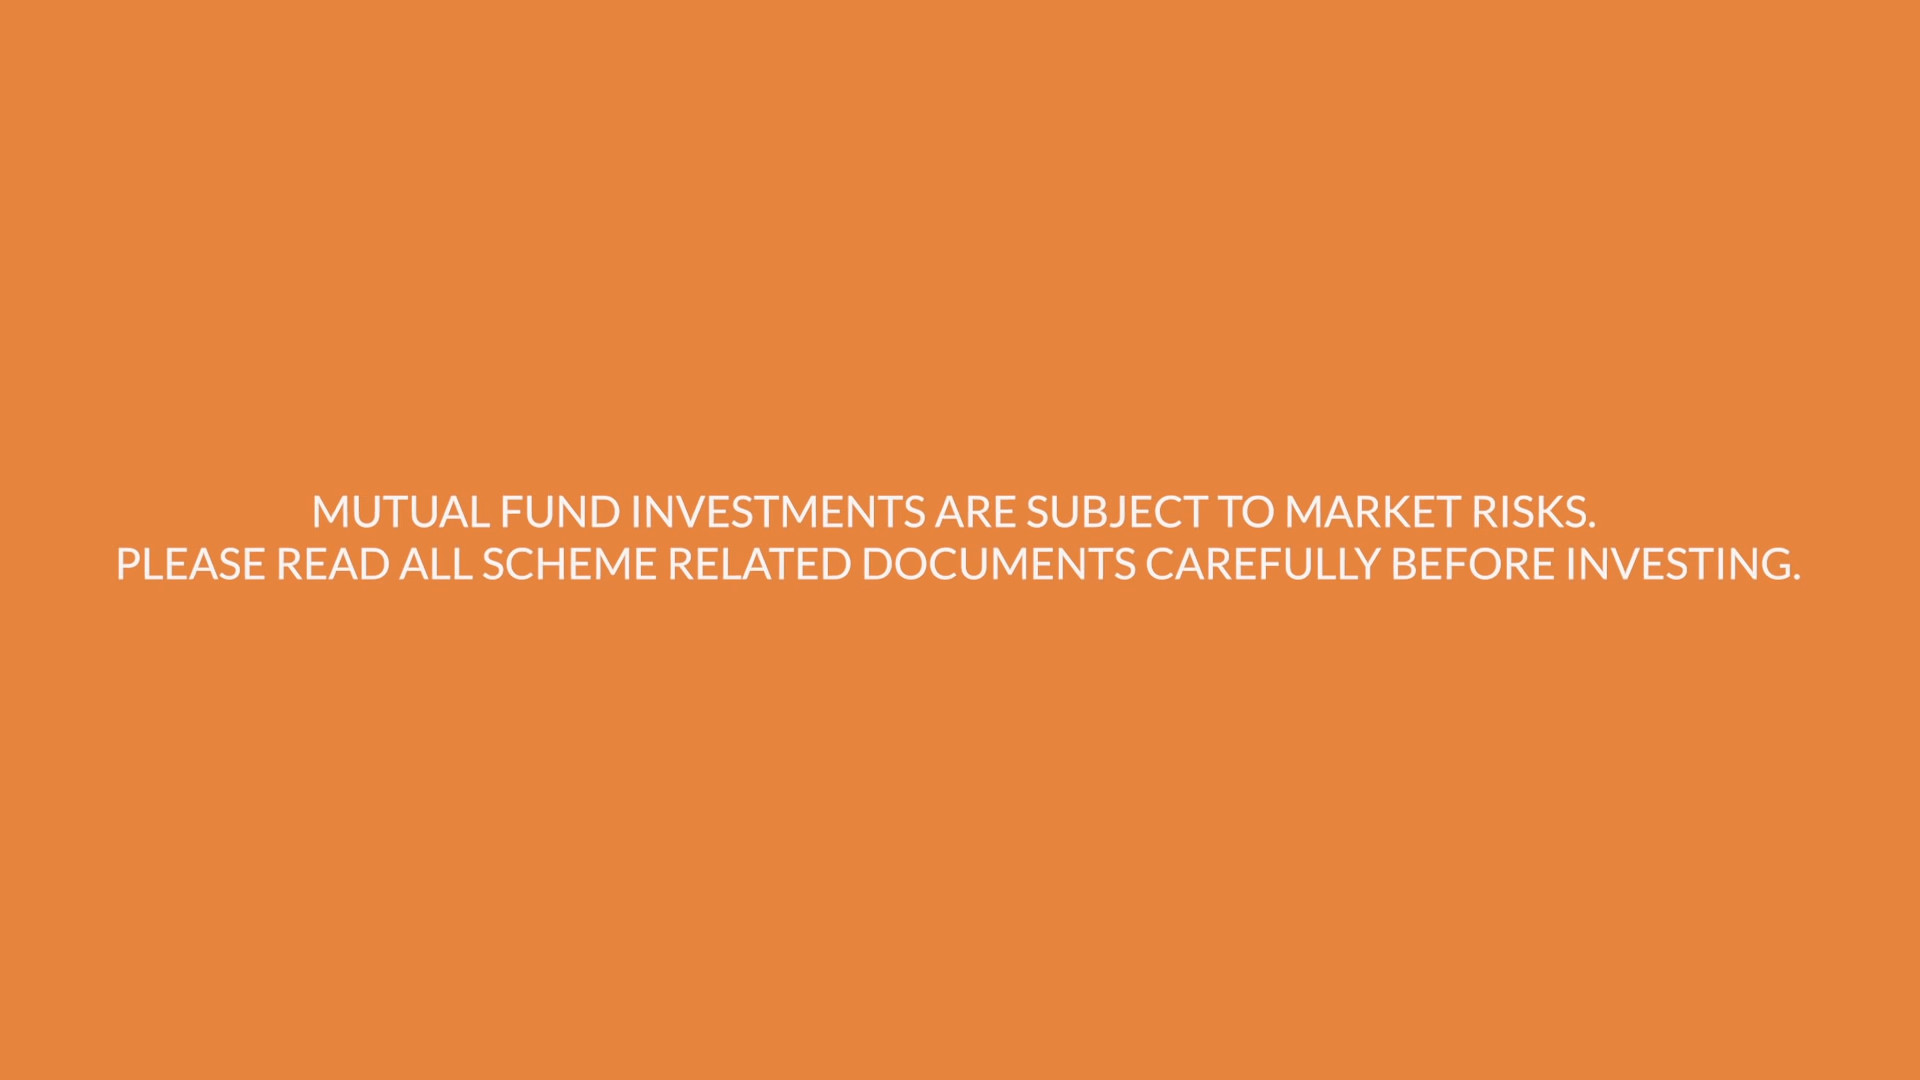 MUTUAL FUND INVESTMENTS ARE SUBJECT TO MARKET RISKS.
PLEASE READ ALL SCHEME RELATED DOCUMENTS CAREFULLY BEFORE INVESTING.